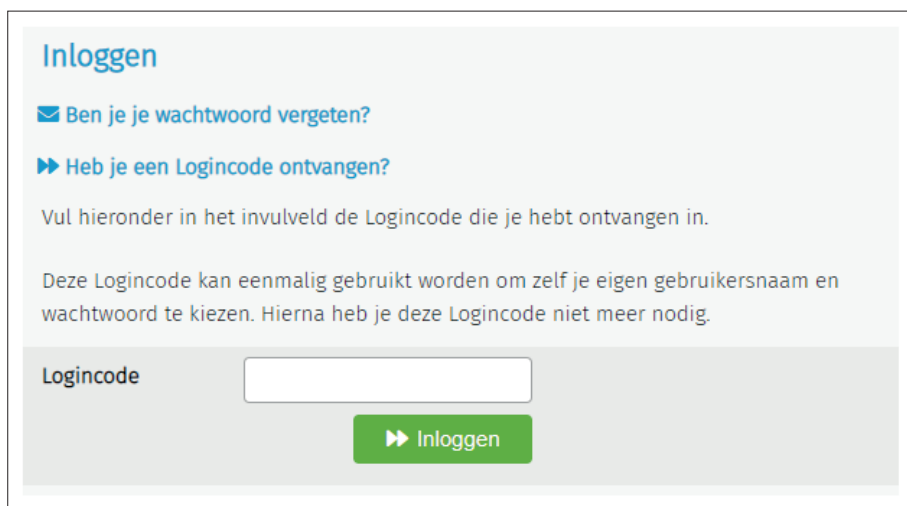 Inloggen
Ben je je wachtwoord vergeten?
Heb je een Logincode ontvangen?
Vul hieronder in het invulveld de Logincode die je hebt ontvangen in.
Deze Logincode kan eenmalig gebruikt worden om zelf je eigen gebruikersnaam en
wachtwoord te kiezen. Hierna heb je deze Logincode niet meer nodig.
Logincode
Inloggen